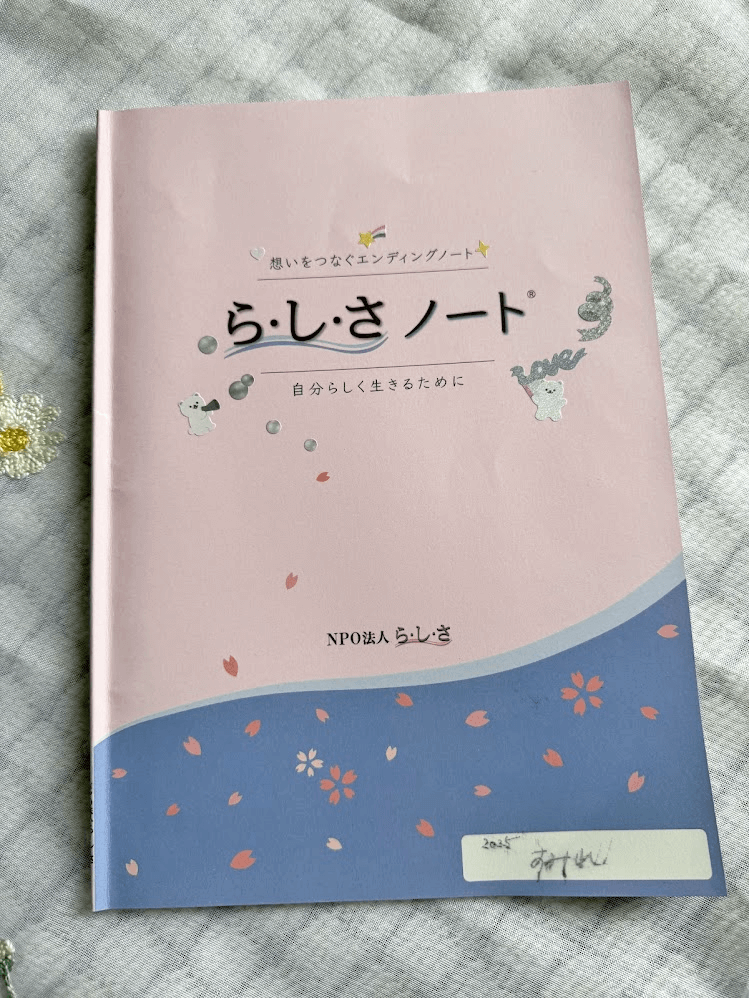 想いをつなぐエンディングノート
ら・し・さ ノート®
Love
自分らしく生きるために
NPO法人 ら・し・さ
2025
すみれ